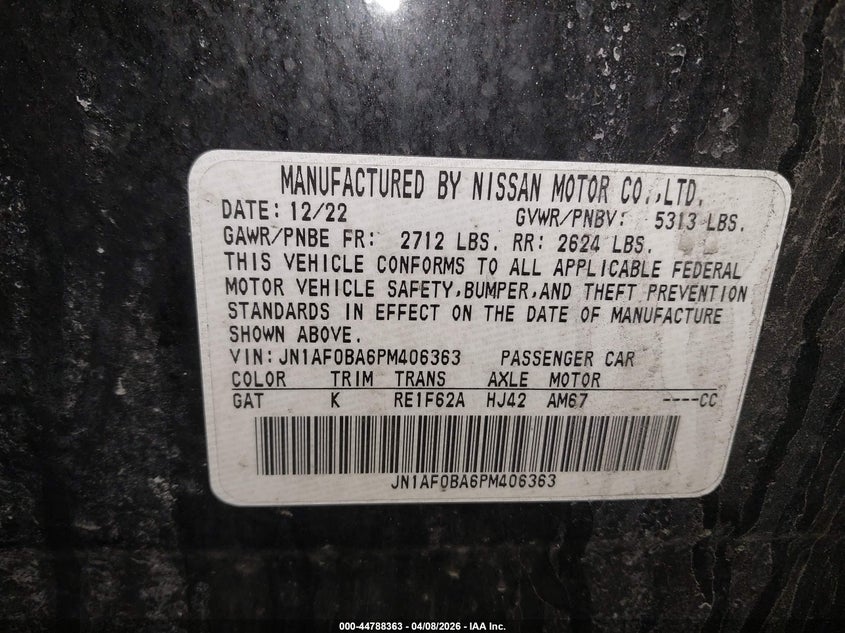 MANUFACTURED BY NISSAN MOTOR CO.,LTD.
DATE: 12/22 GVWR/PNBV: 5313 LBS.
GAWR/PNBE FR: 2712 LBS. RR: 2624 LBS.
THIS VEHICLE CONFORMS TO ALL APPLICABLE FEDERAL
MOTOR VEHICLE SAFETY,BUMPER,AND THEFT PREVENTION
STANDARDS IN EFFECT ON THE DATE OF MANUFACTURE
SHOWN ABOVE.
VIN: JN1AF0BA6PM406363 PASSENGER CAR
COLOR TRIM TRANS AXLE MOTOR
GAT K RE1F62A HJ42 AM67 ----CC
JN1AF0BA6PM406363
000-44788363 - 04/08/2026 - IAA Inc.